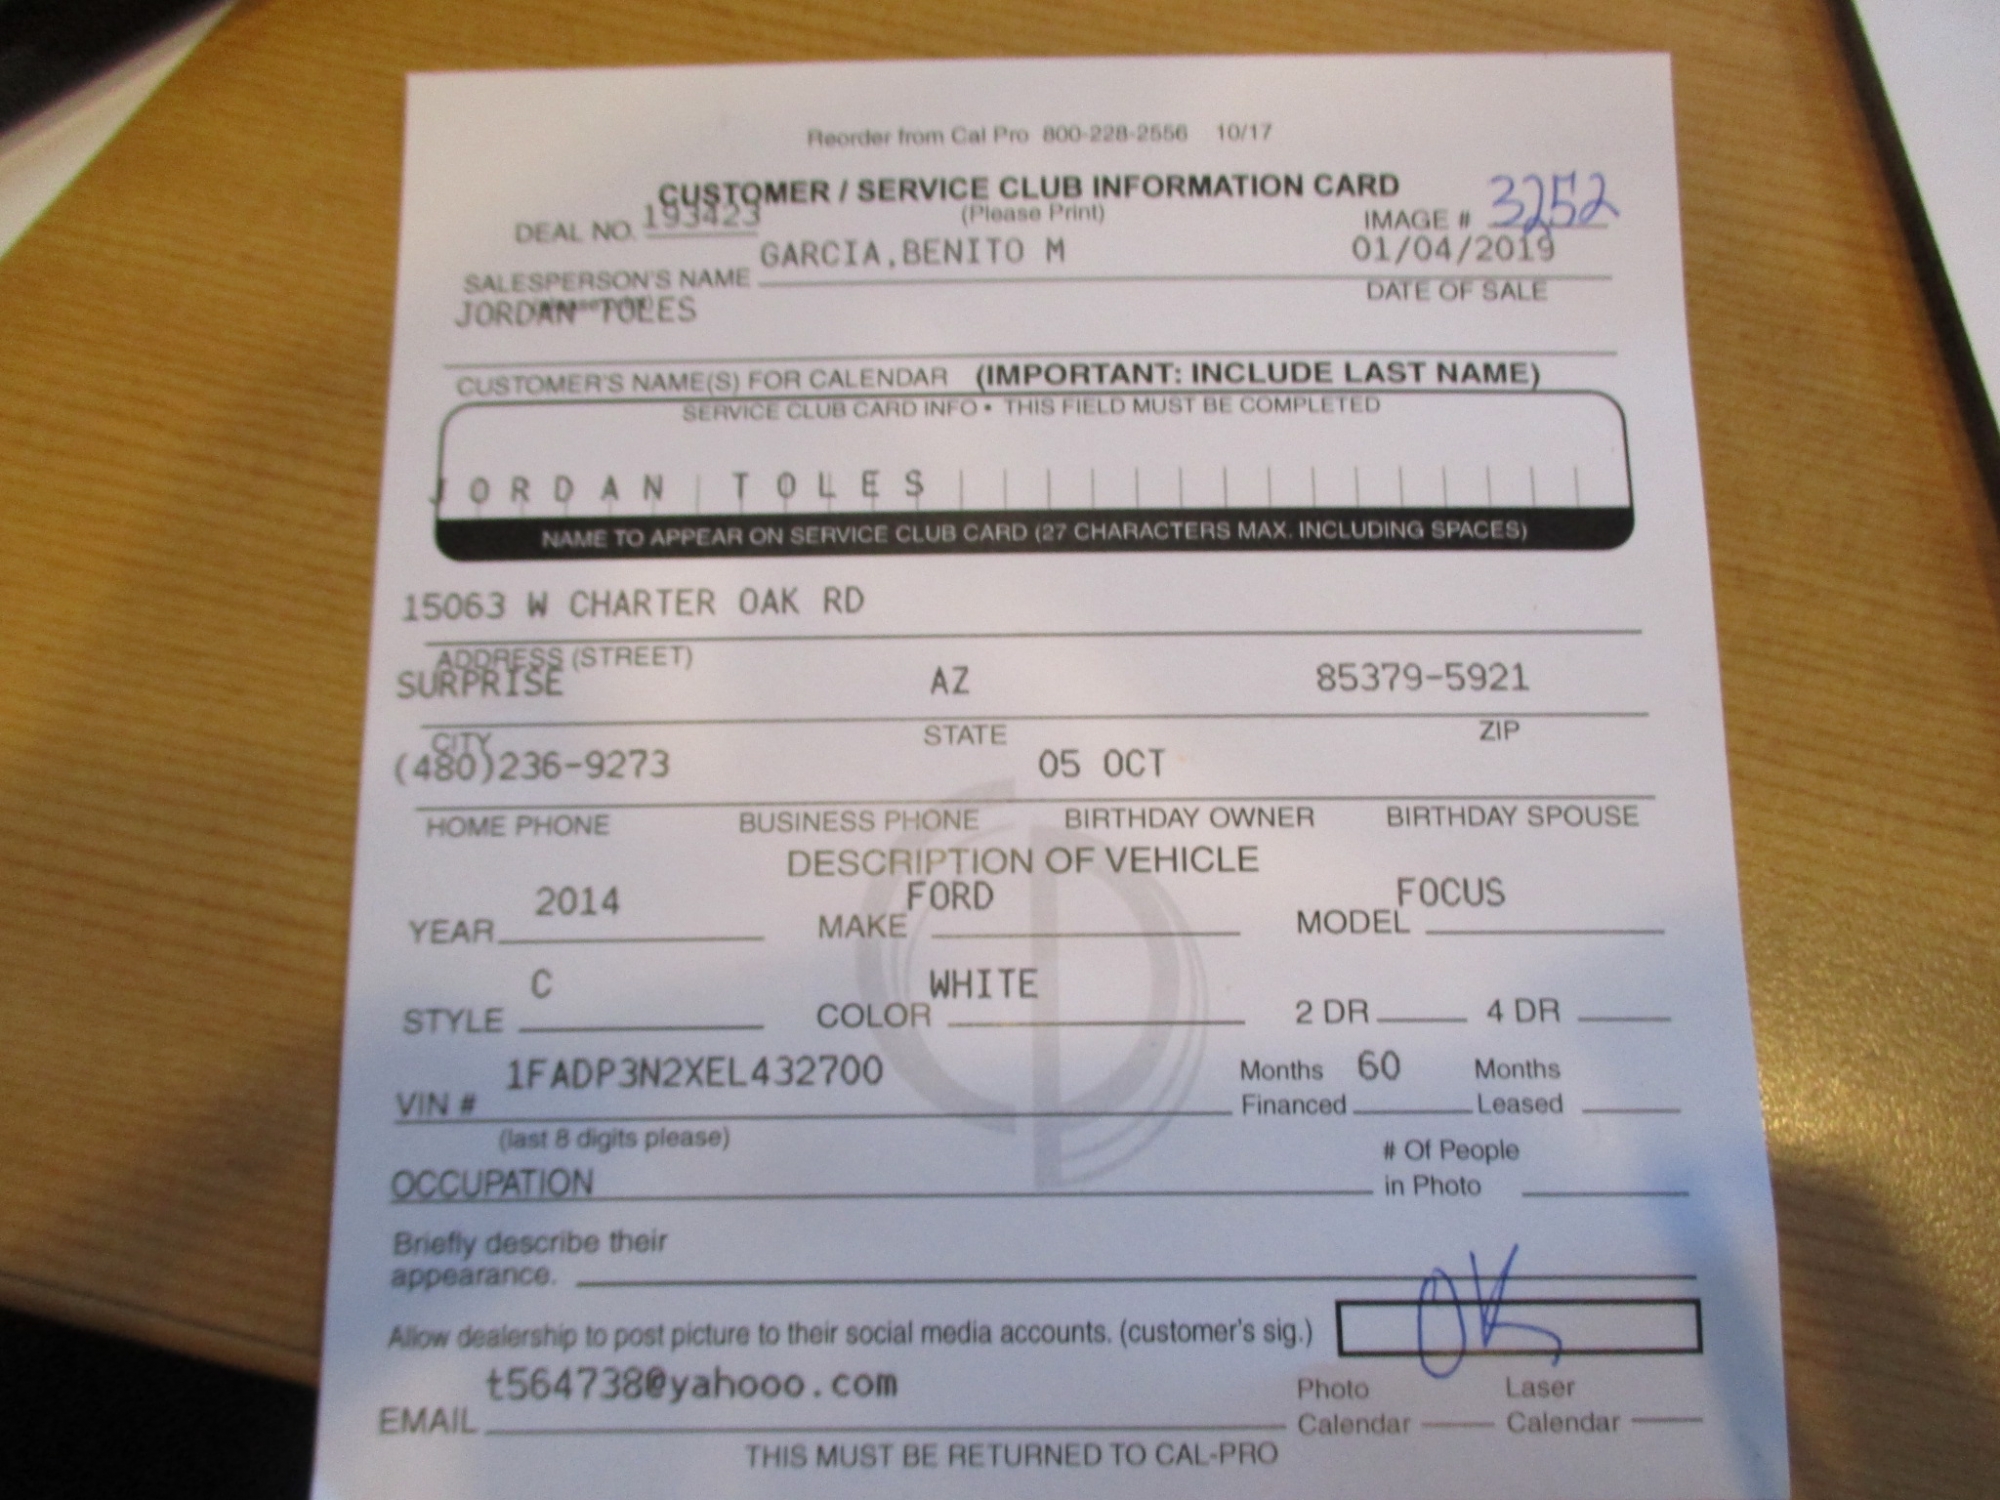 Reorder from Cal Pro 800-228-2556 10/17
CUSTOMER / SERVICE CLUB INFORMATION CARD
(Please Print)
DEAL NO. 193423
IMAGE # 3252
SALESPERSON'S NAME GARCIA,BENITO M
01/04/2019
DATE OF SALE
JORDAN TOLES
CUSTOMER'S NAME(S) FOR CALENDAR (IMPORTANT: INCLUDE LAST NAME)
SERVICE CLUB CARD INFO • THIS FIELD MUST BE COMPLETED
JORDAN TOLES
NAME TO APPEAR ON SERVICE CLUB CARD (27 CHARACTERS MAX. INCLUDING SPACES)
15063 W CHARTER OAK RD
ADDRESS (STREET)
SURPRISE AZ 85379-5921
CITY STATE ZIP
(480)236-9273 05 OCT
HOME PHONE BUSINESS PHONE BIRTHDAY OWNER BIRTHDAY SPOUSE
DESCRIPTION OF VEHICLE
YEAR 2014 MAKE FORD MODEL FOCUS
STYLE C COLOR WHITE 2 DR 4 DR
VIN # 1FADP3N2XEL432700 Months Financed 60 Months Leased
(last 8 digits please)
OCCUPATION # Of People in Photo
Briefly describe their
appearance.
Allow dealership to post picture to their social media accounts. (customer's sig.) OK
EMAIL t564738@yahooo.com Photo Calendar Laser Calendar
THIS MUST BE RETURNED TO CAL-PRO